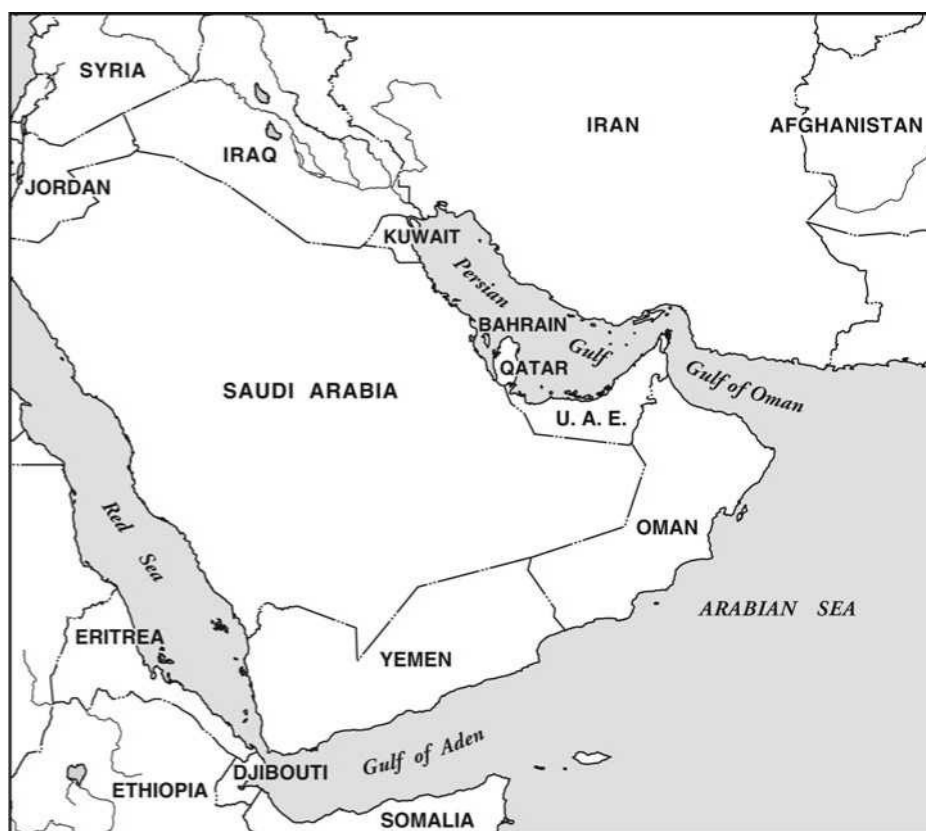 SYRIA
IRAN
AFGHANISTAN
IRAQ
JORDAN
KUWAIT
Persian
Gulf
BAHRAIN
QATAR
Gulf of Oman
SAUDI ARABIA
U. A. E.
Red
Sea
OMAN
ARABIAN SEA
ERITREA
YEMEN
Gulf of Aden
DJIBOUTI
ETHIOPIA
SOMALIA